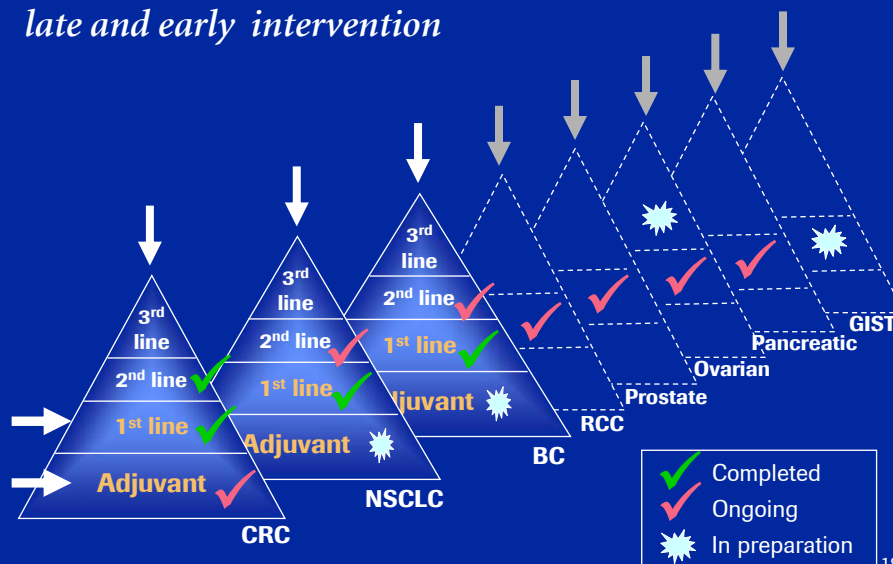 late and early intervention
3rd
line
2nd line
1st line
Adjuvant
CRC
3rd
line
2nd line
1st line
Adjuvant
NSCLC
3rd
line
2nd line
1st line
djuvant
BC
RCC
Prostate
Ovarian
Pancreatic
GIST
Completed
Ongoing
In preparation